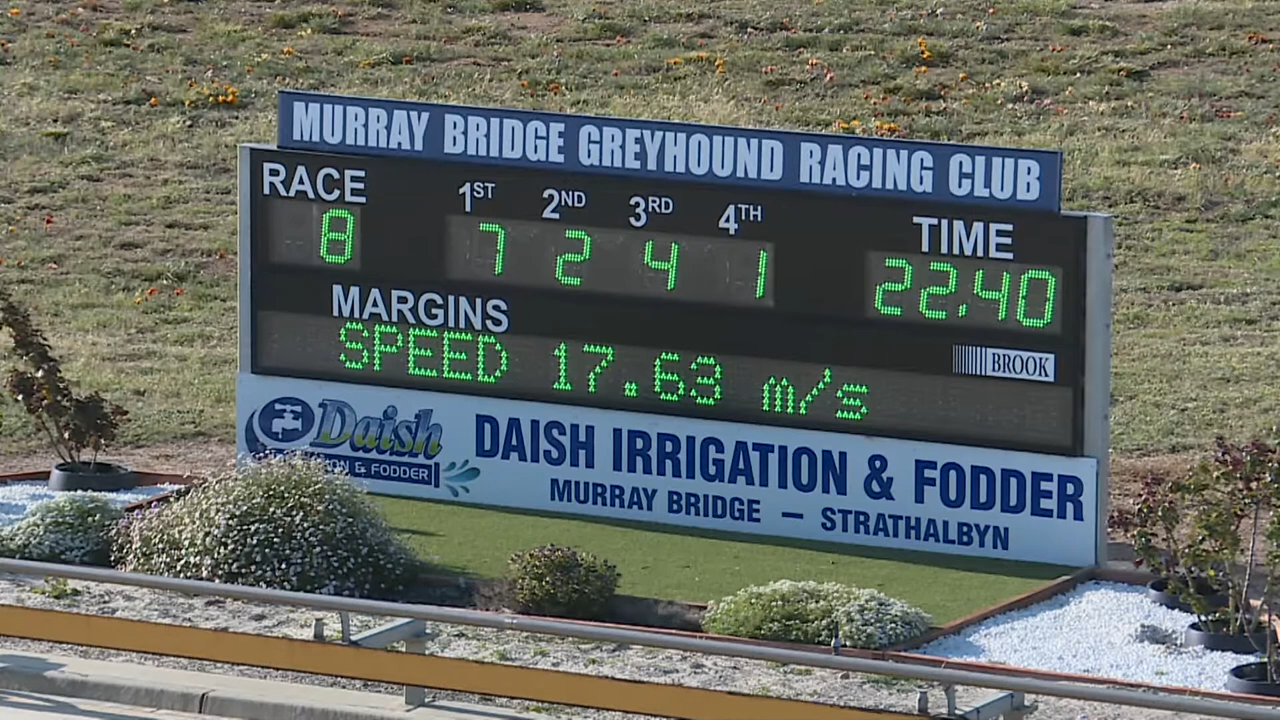 MURRAY BRIDGE GREYHOUND RACING CLUB
RACE 1ST 2ND 3RD 4TH TIME
8 7 2 4 1 22.40
MARGINS
SPEED 17.63 m/s
BROOK
Daish
& FODDER
DAISH IRRIGATION & FODDER
MURRAY BRIDGE – STRATHALBYN